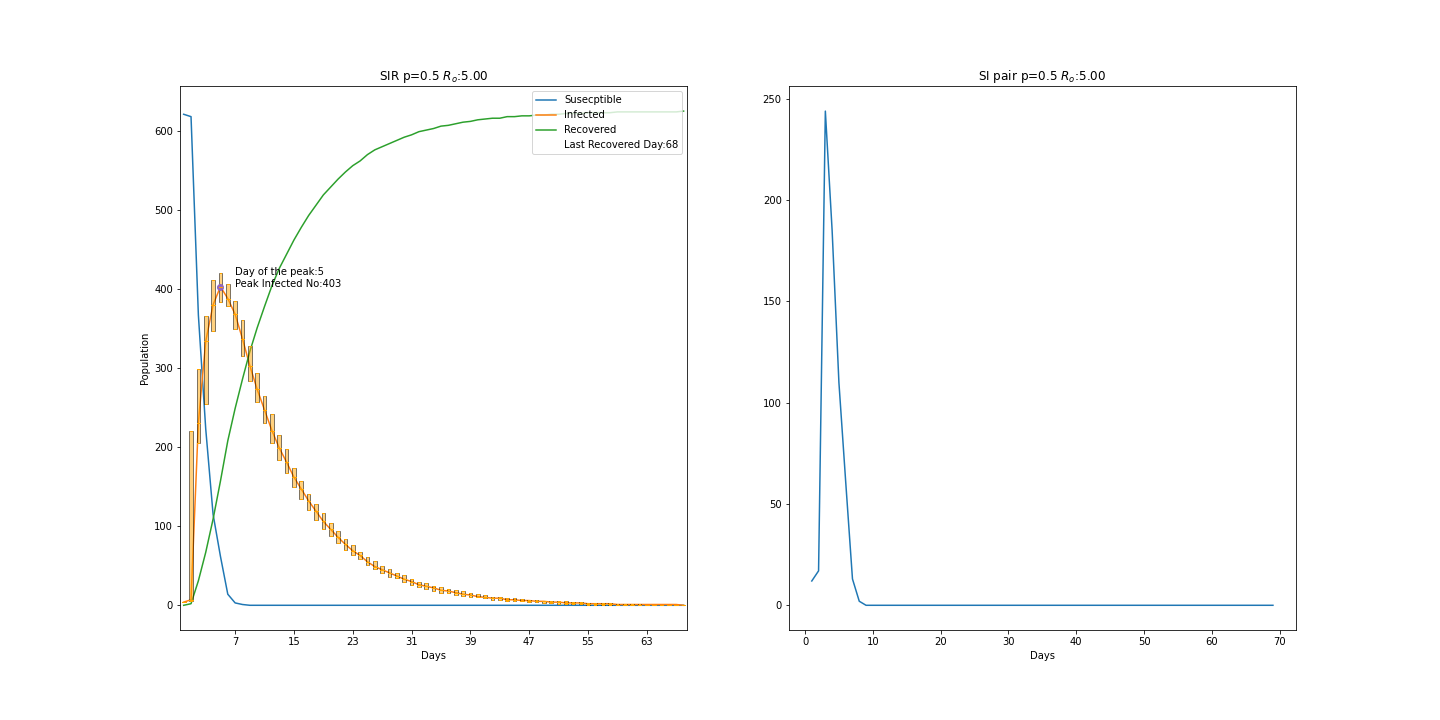 SIR p=0.5 Rₒ:5.00
Susecptible
Infected
Recovered
Last Recovered Day:68
Day of the peak:5
Peak Infected No:403
Population
600
500
400
300
200
100
0
7 15 23 31 39 47 55 63
Days
SI pair p=0.5 Rₒ:5.00
250
200
150
100
50
0
0 10 20 30 40 50 60 70
Days